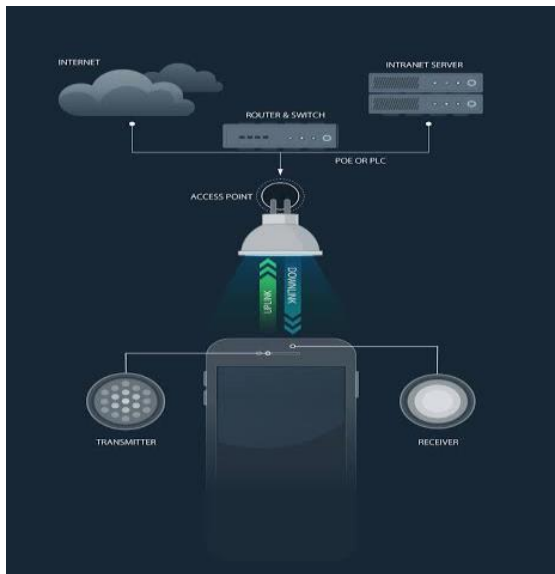 INTERNET
INTRANET SERVER
ROUTER & SWITCH
POE OR PLC
ACCESS POINT
UPLINK
DOWNLINK
TRANSMITTER
RECEIVER